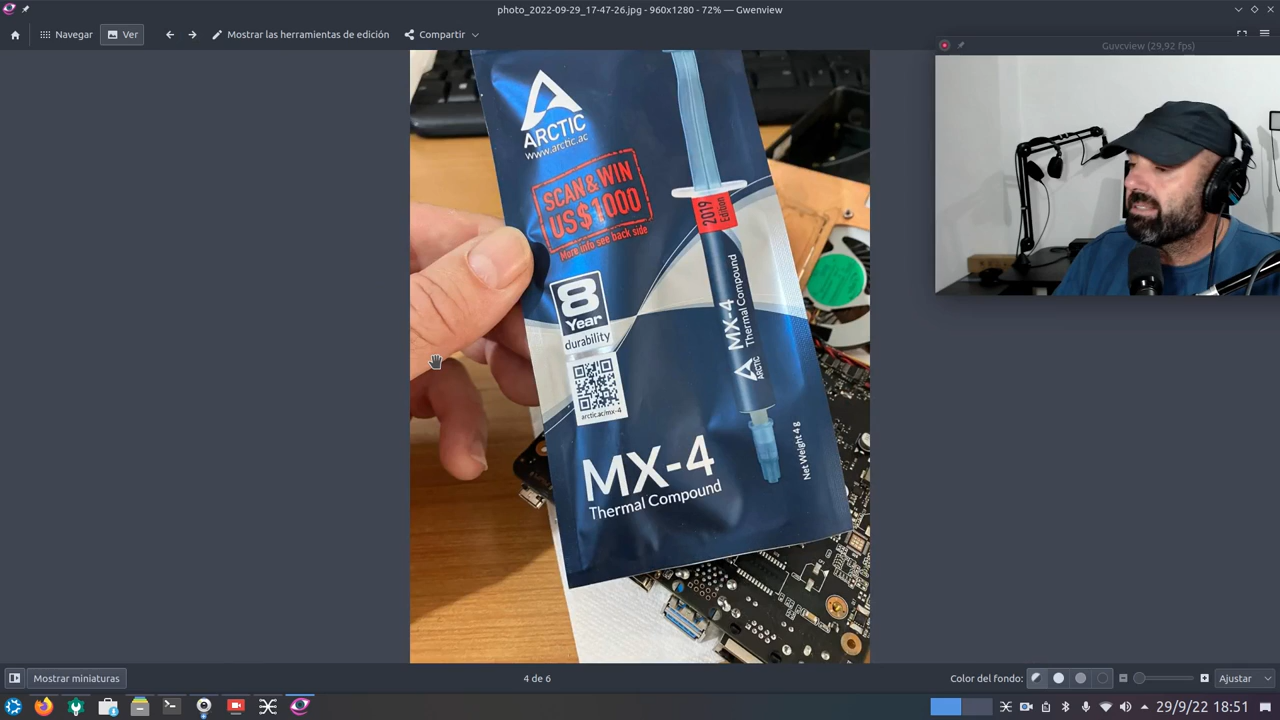 photo_2022-09-29_17-47-26.jpg - 960x1280 - 72% — Gwenview
Navegar
Ver
Mostrar las herramientas de edición
Compartir
Guvcview (29,92 fps)
ARCTIC
www.arctic.ac
SCAN & WIN
US$1000
More info see back side
2019
Edition
8
Year
durability
arctic.ac/mx-4
MX-4
Thermal Compound
ARCTIC
MX-4
Thermal Compound
Net Weight 4 g
Mostrar miniaturas
4 de 6
Color del fondo:
Ajustar
29/9/22
18:51